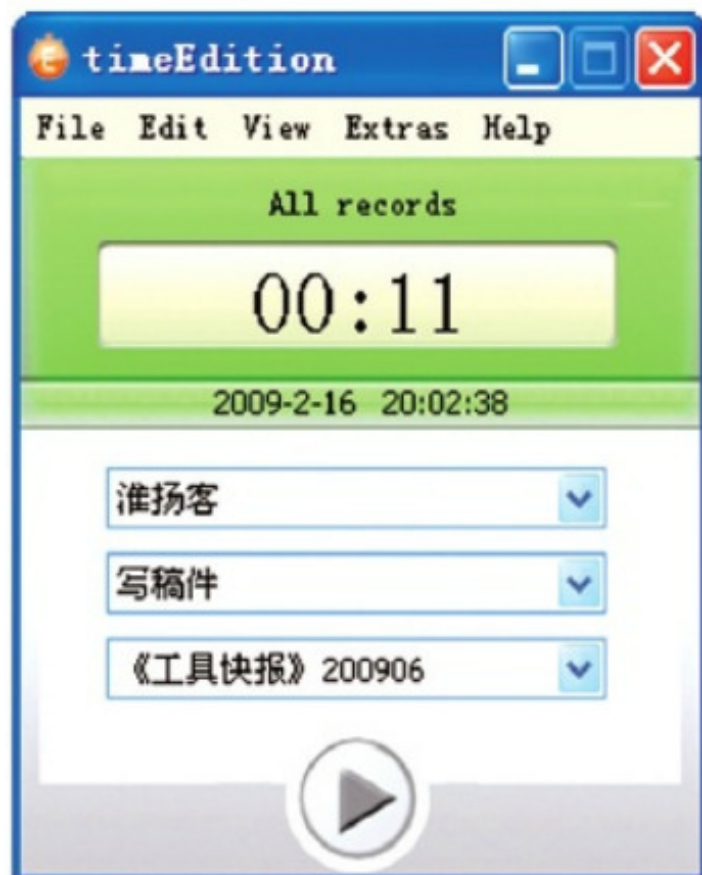 timeEdition
File Edit View Extras Help
All records
00:11
2009-2-16 20:02:38
淮扬客
写稿件
《工具快报》200906